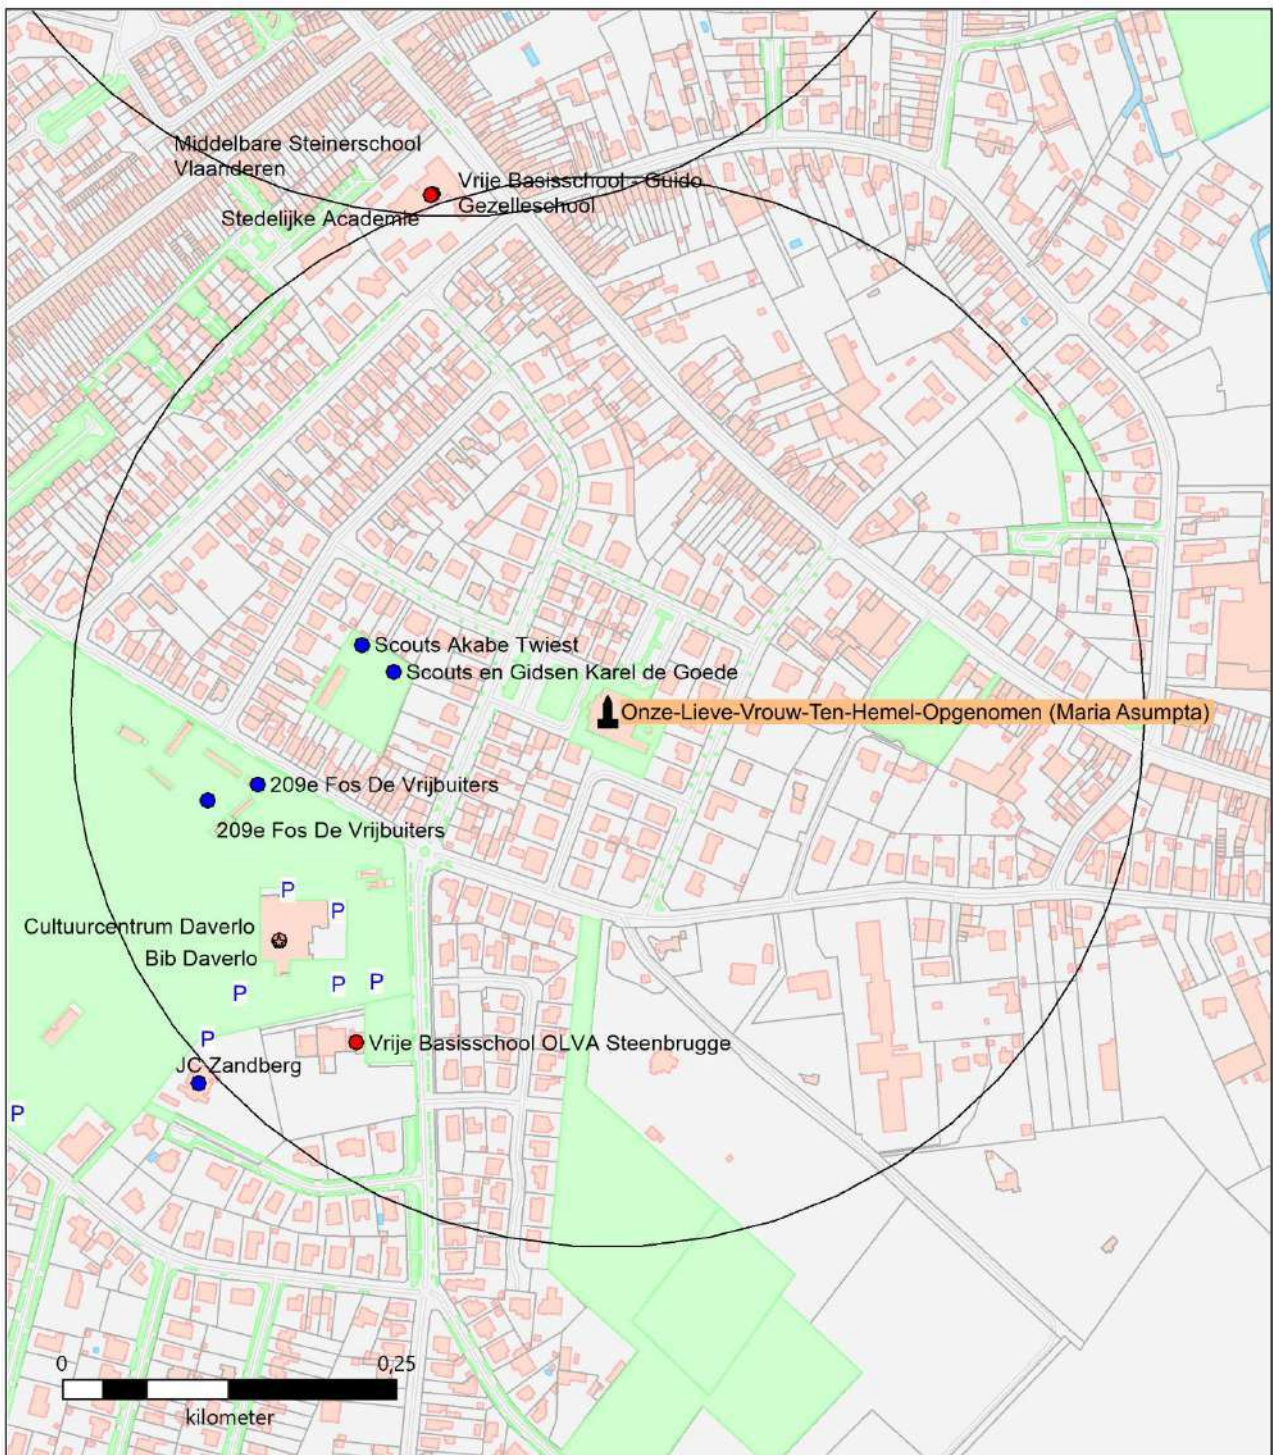 Middelbare Steinerschool
Vlaanderen
Vrije Basisschool - Guido
Gezelleschool
Stedelijke Academie
Scouts Akabe Twiest
Scouts en Gidsen Karel de Goede
Onze-Lieve-Vrouw-Ten-Hemel-Opgenomen (Maria Asumpta)
209e Fos De Vrijbuiters
209e Fos De Vrijbuiters
P
P
Cultuurcentrum Daverlo
Bib Daverlo
P
P
P
P
Vrije Basisschool OLVA Steenbrugge
JC Zandberg
P
0
0,25
kilometer